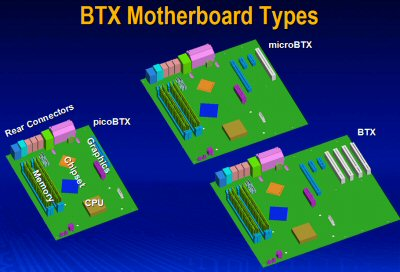 BTX Motherboard Types
microBTX
Rear Connectors
picoBTX
BTX
Graphics
Chipset
Memory
CPU